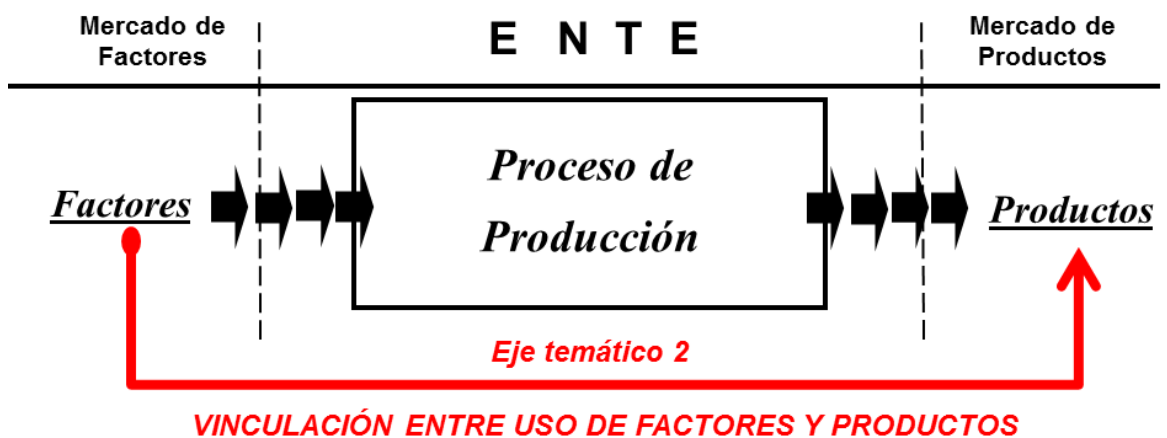 Mercado de
Factores
E N T E
Mercado de
Productos
Factores
Proceso de
Producción
Productos
Eje temático 2
VINCULACIÓN ENTRE USO DE FACTORES Y PRODUCTOS